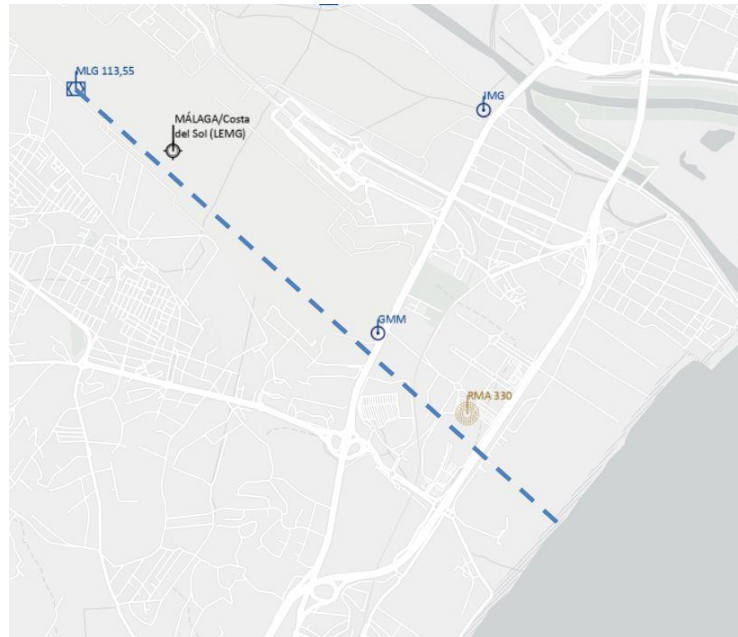 MLG 113,55
IMG
MÁLAGA/Costa
del Sol (LEMG)
GMM
RMA 330